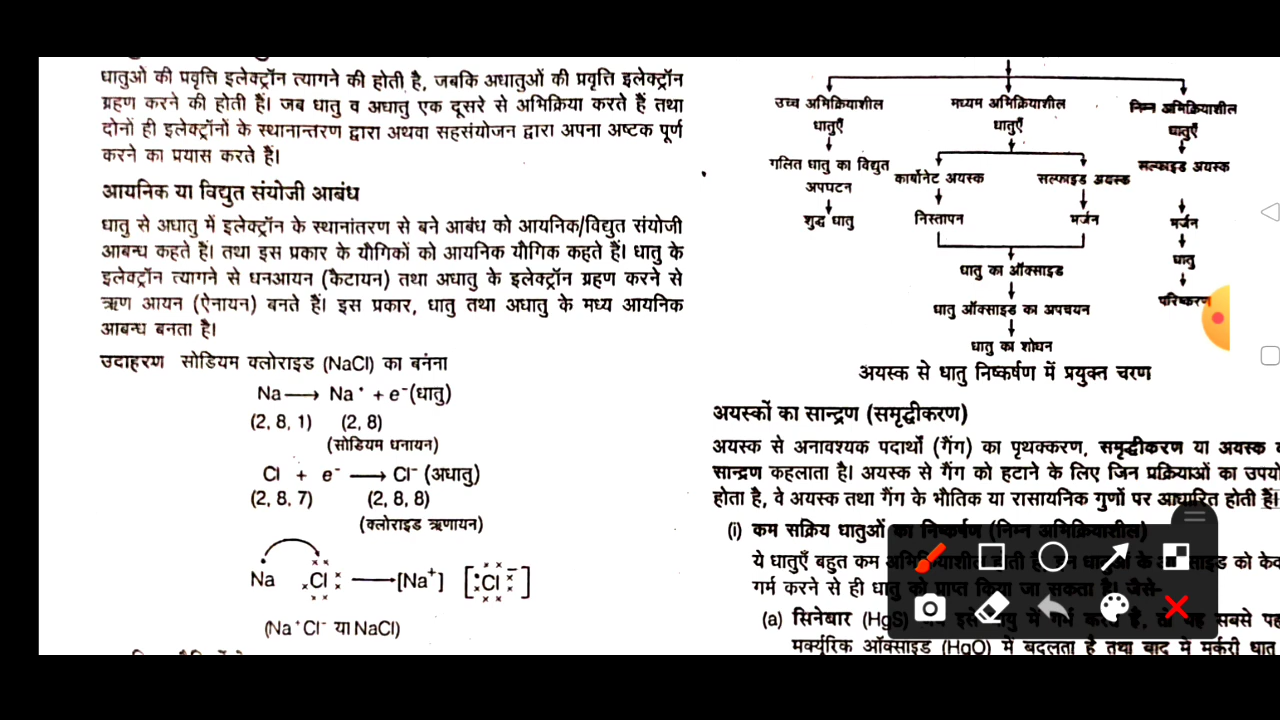 धातुओं की प्रवृत्ति इलेक्ट्रॉन त्यागने की होती है, जबकि अधातुओं की प्रवृत्ति इलेक्ट्रॉन
ग्रहण करने की होती है। जब धातु व अधातु एक दूसरे से अभिक्रिया करते हैं तथा
दोनों ही इलेक्ट्रॉनों के स्थानान्तरण द्वारा अथवा सहसंयोजन द्वारा अपना अष्टक पूर्ण
करने का प्रयास करते हैं।
आयनिक या विद्युत संयोजी आबंध
धातु से अधातु में इलेक्ट्रॉन के स्थानांतरण से बने आबंध को आयनिक/विद्युत संयोजी
आबन्ध कहते हैं। तथा इस प्रकार के यौगिकों को आयनिक यौगिक कहते हैं। धातु के
इलेक्ट्रॉन त्यागने से धनआयन (कैटायन) तथा अधातु के इलेक्ट्रॉन ग्रहण करने से
ऋण आयन (ऐनायन) बनते हैं। इस प्रकार, धातु तथा अधातु के मध्य आयनिक
आबन्ध बनता है।
उदाहरण सोडियम क्लोराइड (NaCl) का बनना
Na ⟶ Na⁺ + e⁻ (धातु)
(2, 8, 1) (2, 8)
(सोडियम धनायन)
Cl + e⁻ ⟶ Cl⁻ (अधातु)
(2, 8, 7) (2, 8, 8)
(क्लोराइड ऋणायन)
Na Cl ⟶ [Na⁺] [Cl⁻]
(Na⁺Cl⁻ या NaCl)
उच्च अभिक्रियाशील मध्यम अभिक्रियाशील निम्न अभिक्रियाशील
धातुएँ धातुएँ धातुएँ
गलित धातु का विद्युत कार्बोनेट अयस्क सल्फाइड अयस्क सल्फाइड अयस्क
अपघटन
शुद्ध धातु निस्तापन भर्जन भर्जन
धातु का ऑक्साइड धातु
धातु ऑक्साइड का अपचयन परिष्करण
धातु का शोधन
अयस्क से धातु निष्कर्षण में प्रयुक्त चरण
अयस्कों का सान्द्रण (समृद्धीकरण)
अयस्क से अनावश्यक पदार्थों (गैंग) का पृथक्करण, समृद्धीकरण या अयस्क
सान्द्रण कहलाता है। अयस्क से गैंग को हटाने के लिए जिन प्रक्रियाओं का
होता है, वे अयस्क तथा गैंग के भौतिक या रासायनिक गुणों पर आधारित होती हैं।
(i) कम सक्रिय धातुओं का निष्कर्षण (निम्न अभिक्रियाशील)
ये धातुएँ बहुत कम अभिक्रियाशील होती के
गर्म करने से ही धातु को प्राप्त किया जा सकता है। जैसे-
(a) सिनेबार (HgS) में गर्म करते हैं, तो यह सबसे
मर्क्यूरिक ऑक्साइड (HgO) में बदलता है तथा बाद में मर्करी